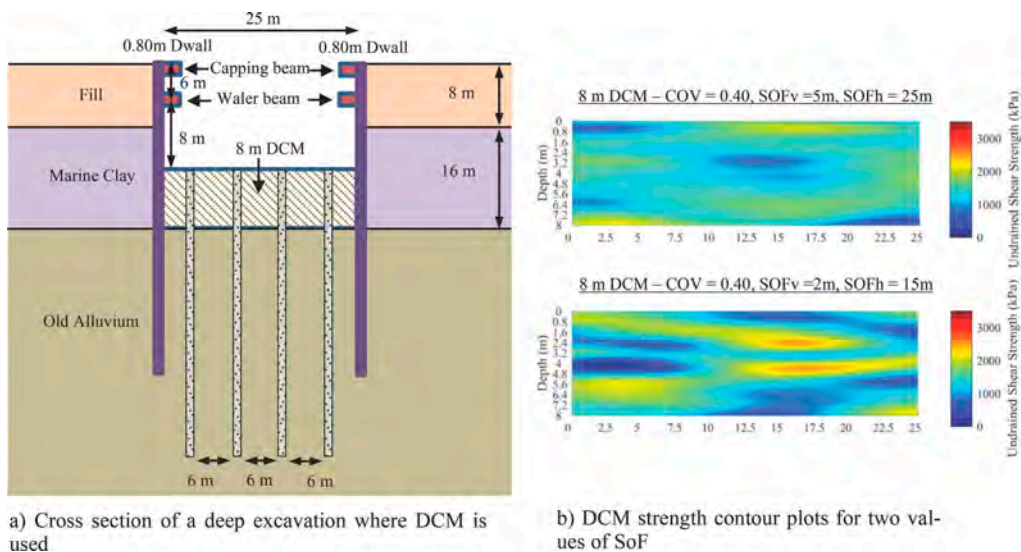 25 m
0.80m Dwall
0.80m Dwall
Capping beam
6 m
Waler beam
Fill
8 m
8 m
8 m DCM
Marine Clay
16 m
Old Alluvium
6 m
6 m
6 m
a) Cross section of a deep excavation where DCM is
used
8 m DCM – COV = 0.40, SOFv =5m, SOFh = 25m
Depth (m)
0
0.8
1.6
2.4
3.2
4
4.8
5.6
6.4
7.2
8
0 2.5 5 7.5 10 12.5 15 17.5 20 22.5 25
3000
2000
1000
0
Undrained Shear Strength (kPa)
8 m DCM – COV = 0.40, SOFv=2m, SOFh = 15m
Depth (m)
0
0.8
1.6
2.4
3.2
4
4.8
5.6
6.4
7.2
8
0 2.5 5 7.5 10 12.5 15 17.5 20 22.5 25
3000
2000
1000
0
Undrained Shear Strength (kPa)
b) DCM strength contour plots for two val-
ues of SoF